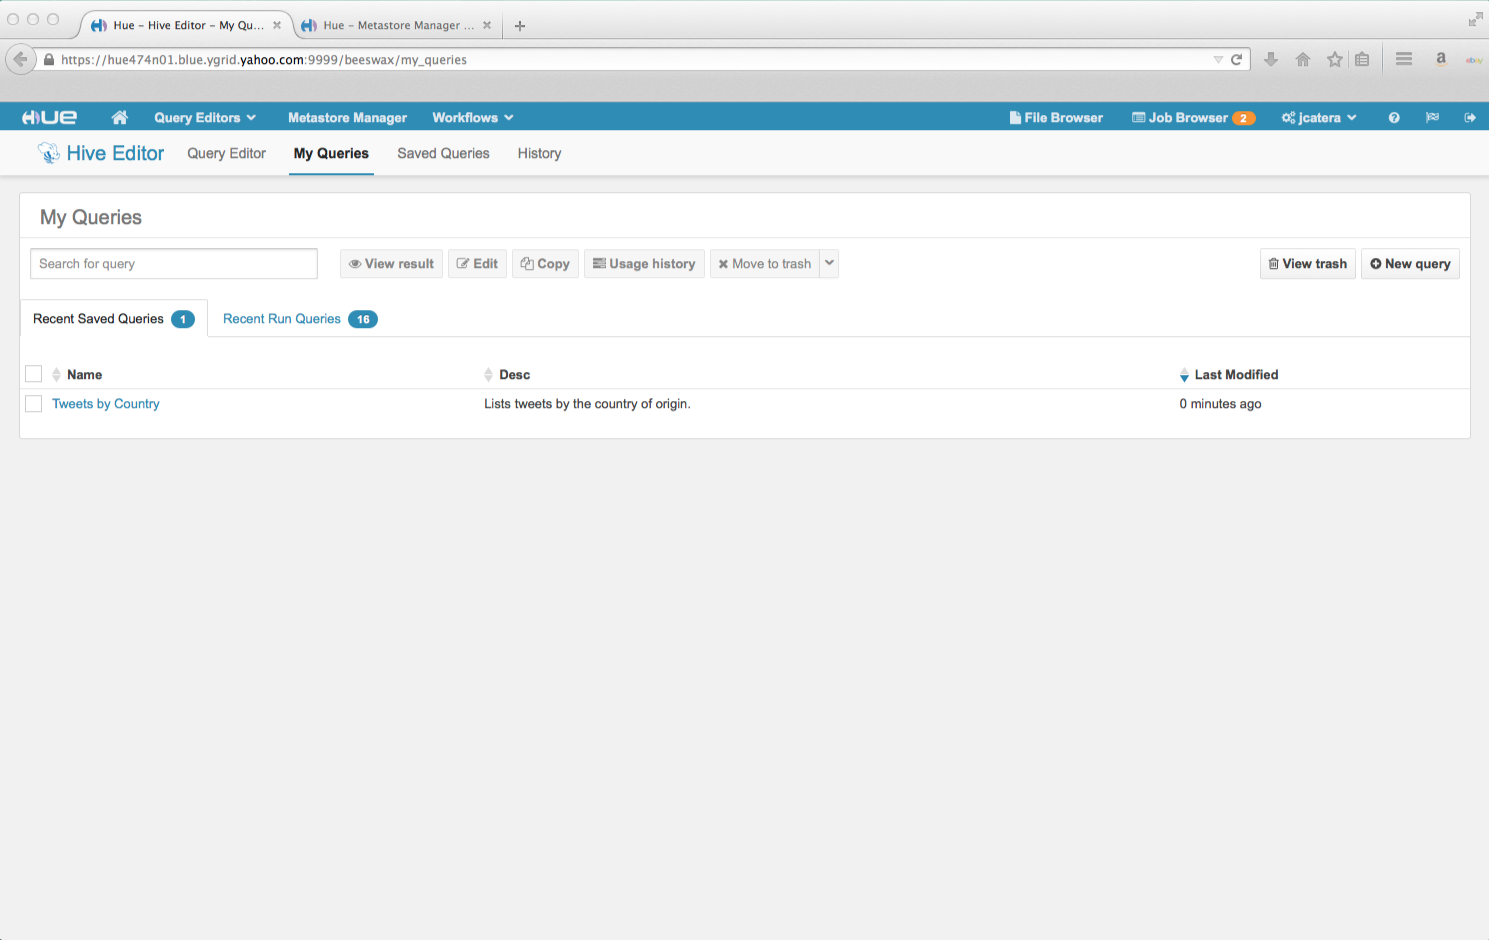 Hue – Hive Editor – My Qu... Hue – Metastore Manager ...
https://hue474n01.blue.ygrid.yahoo.com:9999/beeswax/my_queries
a ebay
HUE Query Editors Metastore Manager Workflows File Browser Job Browser 2 jcatera
Hive Editor Query Editor My Queries Saved Queries History
My Queries
Search for query View result Edit Copy Usage history Move to trash View trash New query
Recent Saved Queries 1 Recent Run Queries 16
Name Desc Last Modified
Tweets by Country Lists tweets by the country of origin. 0 minutes ago